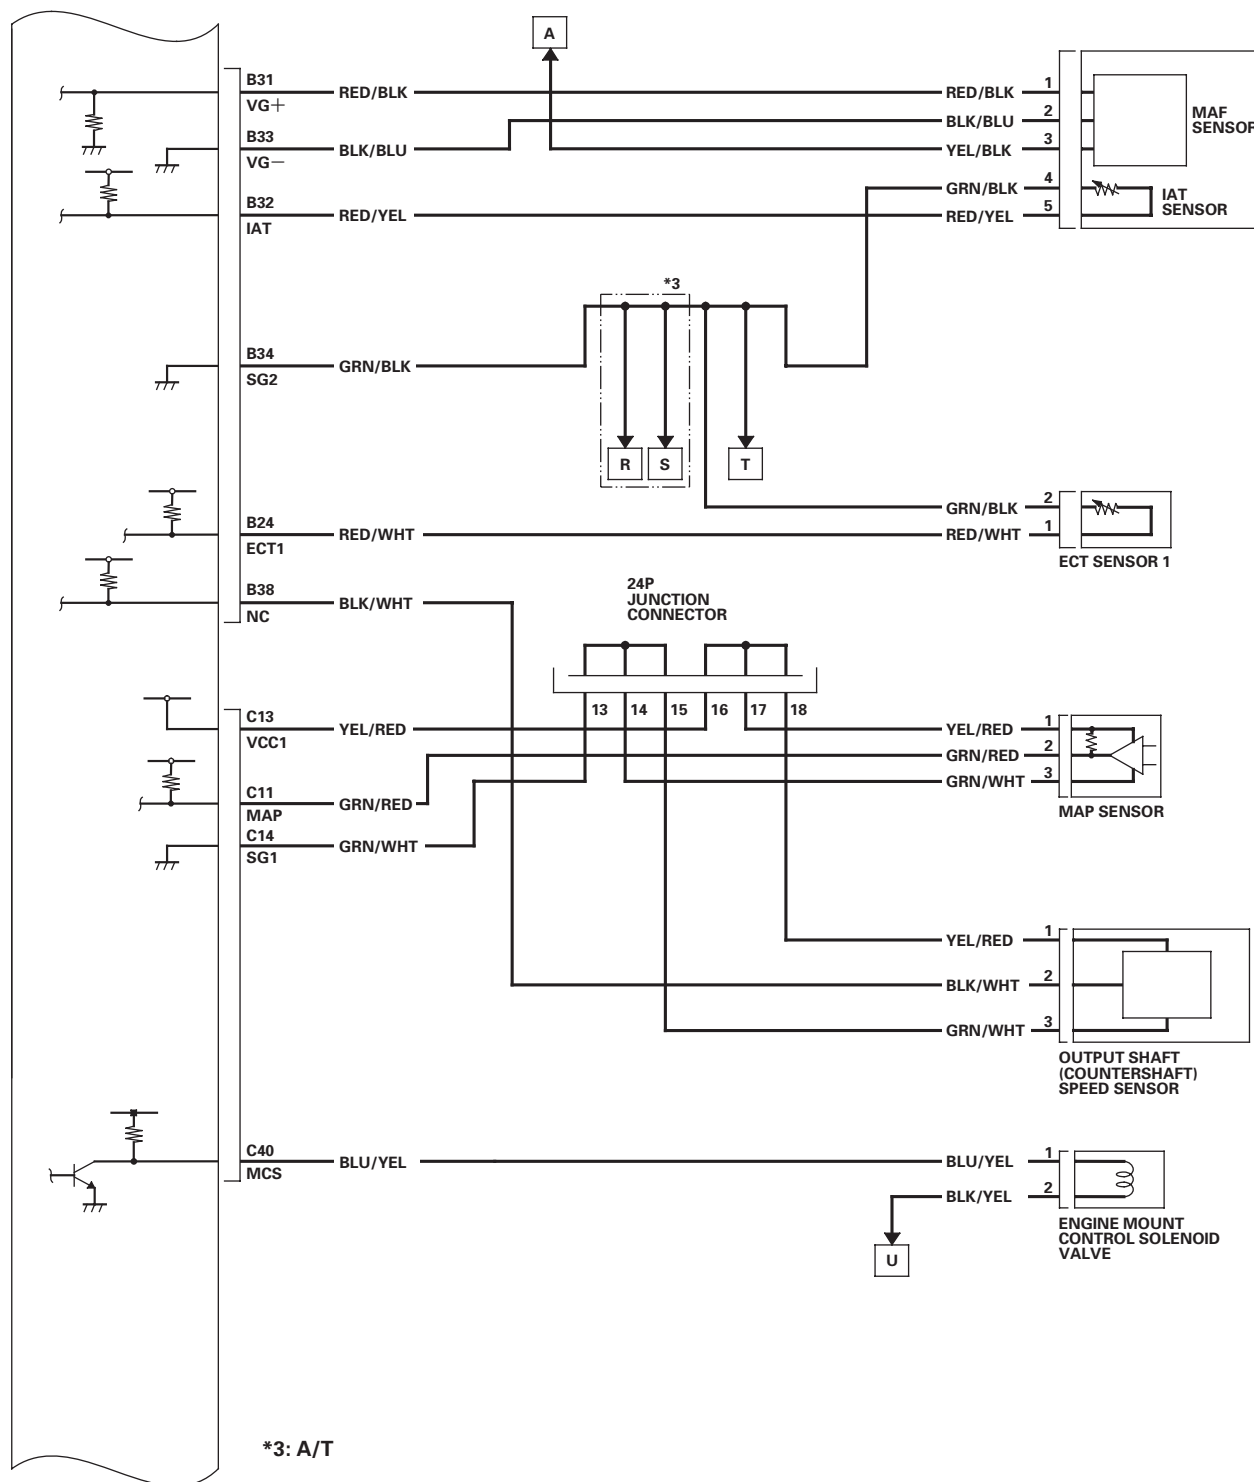 A
B31
VG+
RED/BLK
RED/BLK
1
MAF
SENSOR
BLK/BLU
2
B33
VG−
BLK/BLU
YEL/BLK
3
GRN/BLK
4
IAT
SENSOR
B32
IAT
RED/YEL
RED/YEL
5
*3
B34
SG2
GRN/BLK
R
S
T
GRN/BLK
2
B24
ECT1
RED/WHT
RED/WHT
1
ECT SENSOR 1
B38
NC
BLK/WHT
24P
JUNCTION
CONNECTOR
13 14 15 16 17 18
C13
VCC1
YEL/RED
YEL/RED
1
GRN/RED
2
GRN/WHT
3
MAP SENSOR
C11
MAP
GRN/RED
C14
SG1
GRN/WHT
YEL/RED
1
BLK/WHT
2
GRN/WHT
3
OUTPUT SHAFT
(COUNTERSHAFT)
SPEED SENSOR
C40
MCS
BLU/YEL
BLU/YEL
1
BLK/YEL
2
ENGINE MOUNT
CONTROL SOLENOID
VALVE
U
*3: A/T